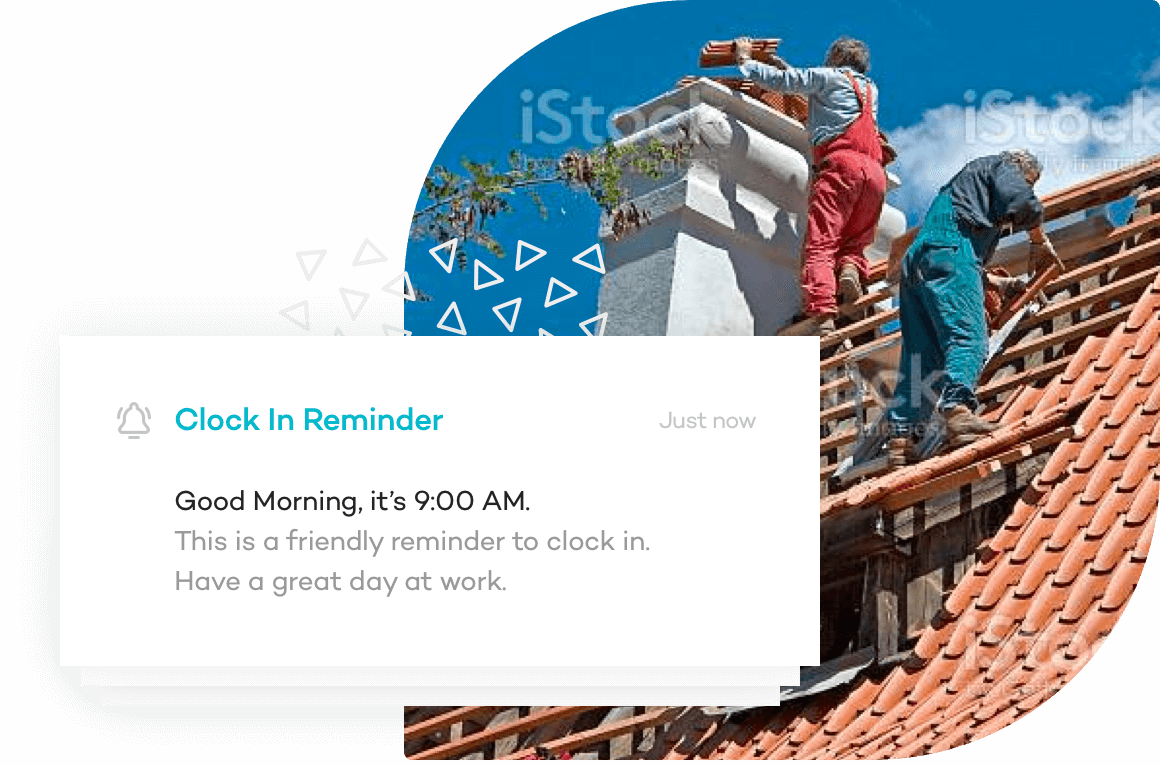 iStock
iStock
Clock In Reminder
Just now
Good Morning, it’s 9:00 AM.
This is a friendly reminder to clock in.
Have a great day at work.